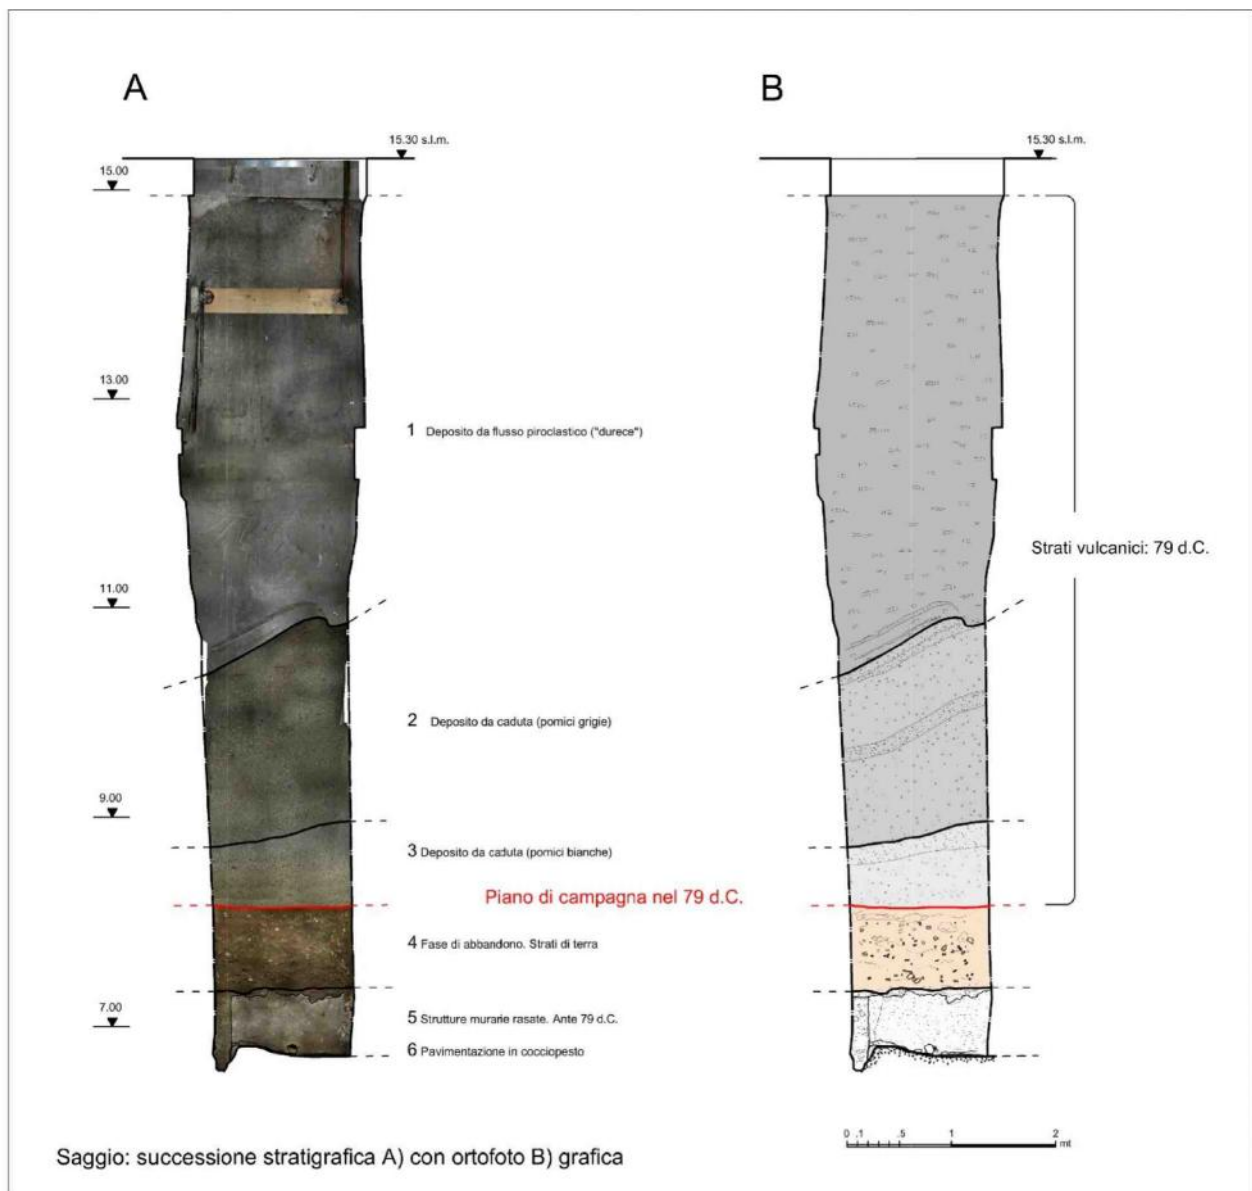 A
B
15.30 s.l.m.
15.30 s.l.m.
15.00
13.00
1 Deposito da flusso piroclastico ("durece")
Strati vulcanici: 79 d.C.
11.00
2 Deposito da caduta (pomici grigie)
9.00
3 Deposito da caduta (pomici bianche)
Piano di campagna nel 79 d.C.
4 Fase di abbandono. Strati di terra
7.00
5 Strutture murarie rasate. Ante 79 d.C.
6 Pavimentazione in cocciopesto
0 .1 .5 1 2
mt
Saggio: successione stratigrafica A) con ortofoto B) grafica